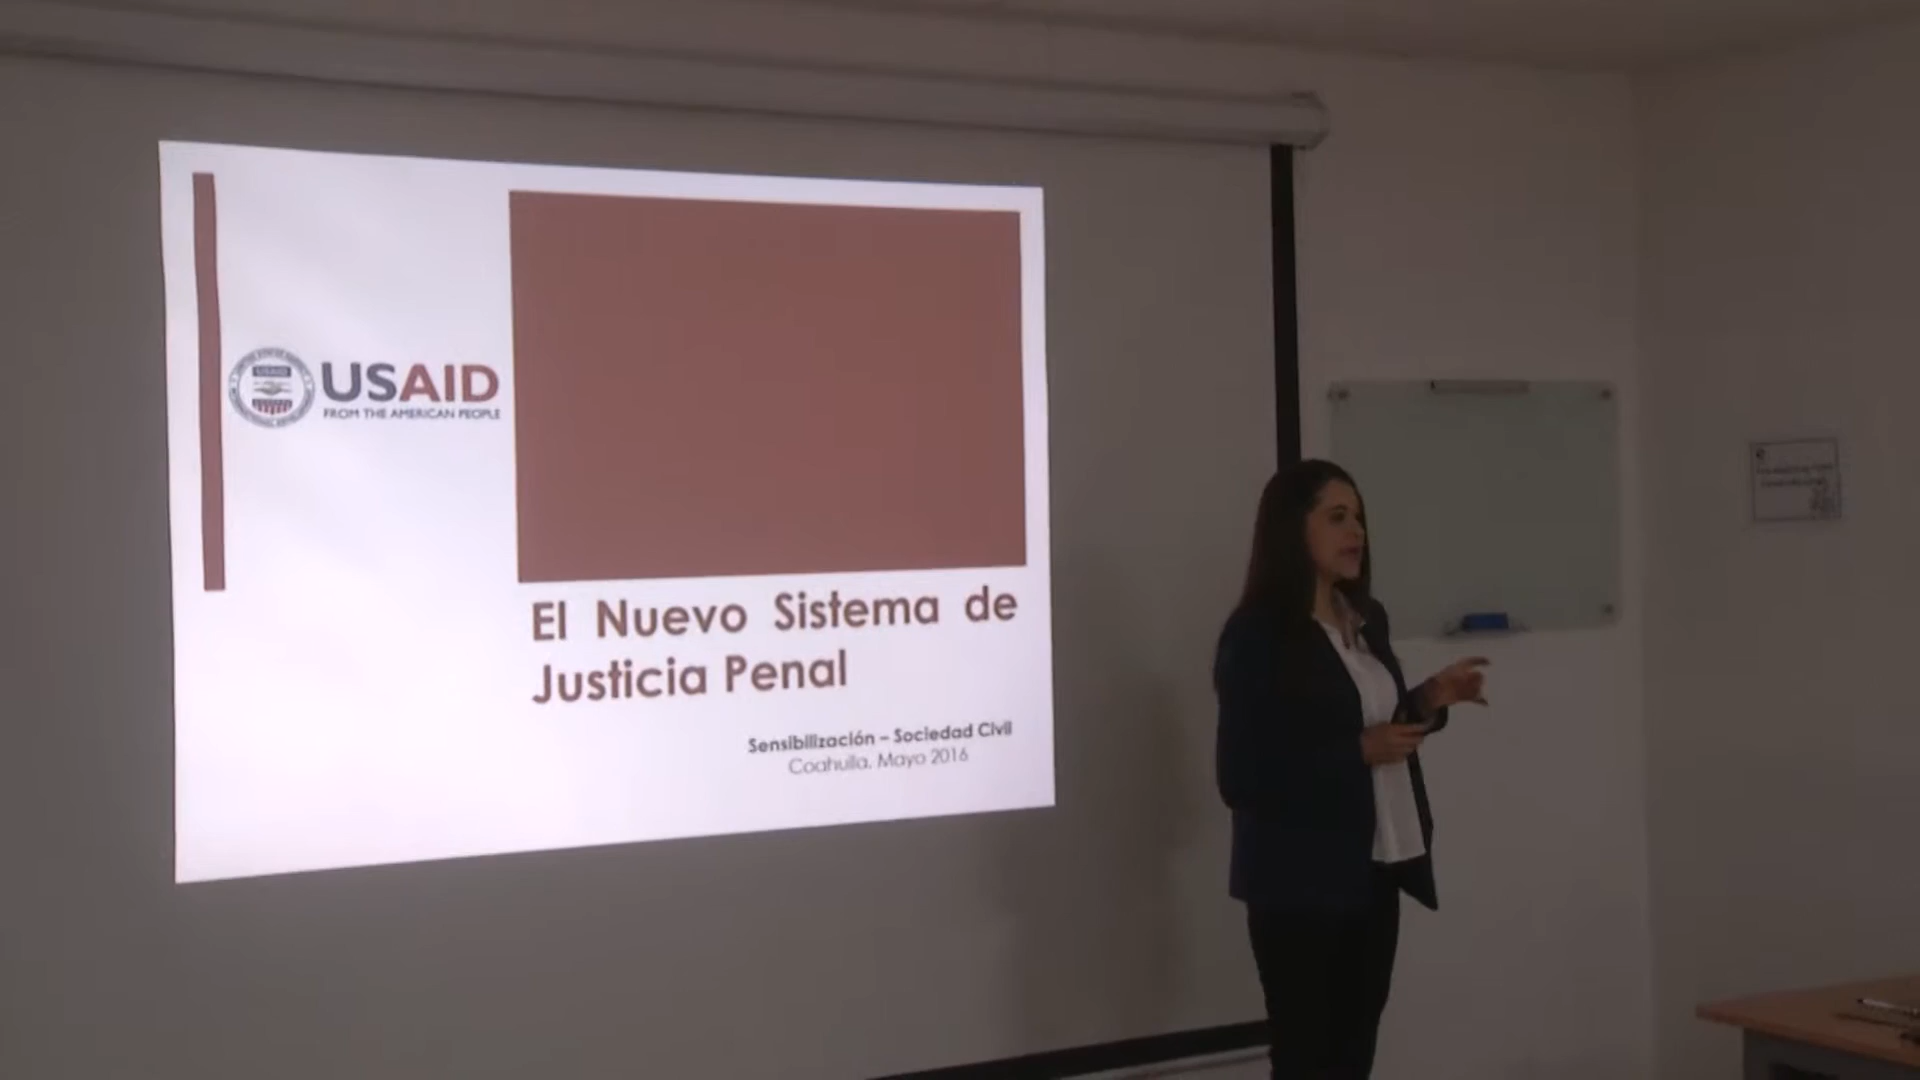 USAID
FROM THE AMERICAN PEOPLE
El Nuevo Sistema de
Justicia Penal
Sensibilización – Sociedad Civil
Coahuila, Mayo 2016